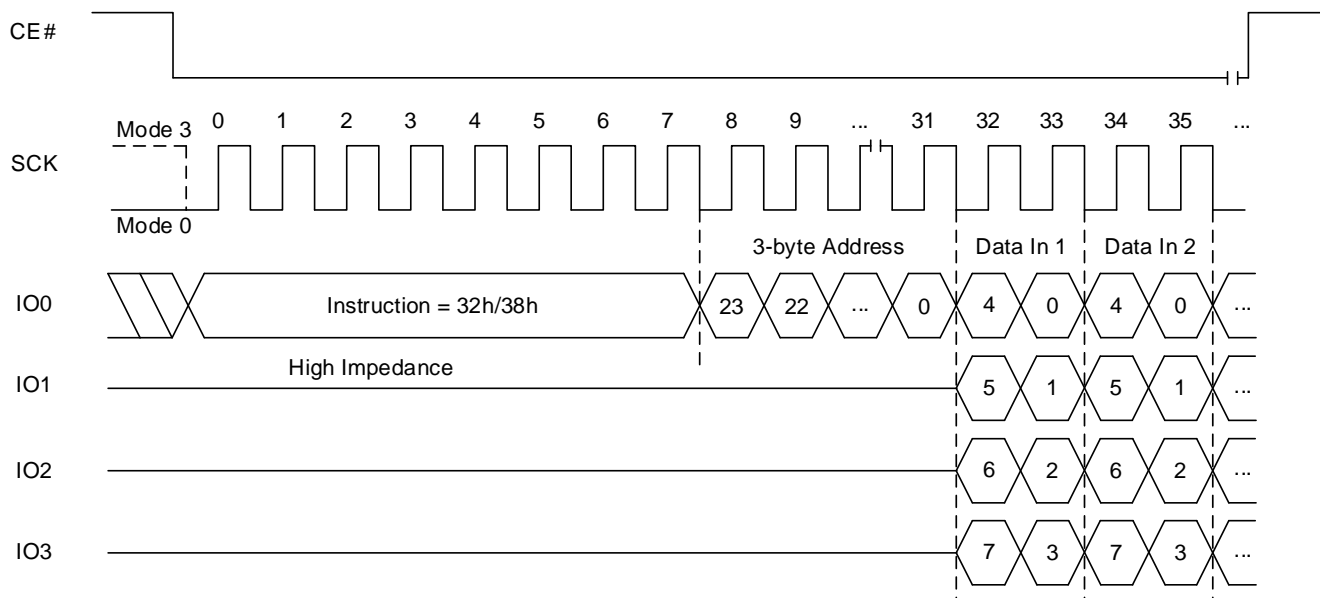 CE#
Mode 3 0 1 2 3 4 5 6 7 8 9 ... 31 32 33 34 35 ...
SCK
Mode 0
3-byte Address Data In 1 Data In 2
IO0 Instruction = 32h/38h 23 22 ... 0 4 0 4 0 ...
High Impedance
IO1 5 1 5 1 ...
IO2 6 2 6 2 ...
IO3 7 3 7 3 ...